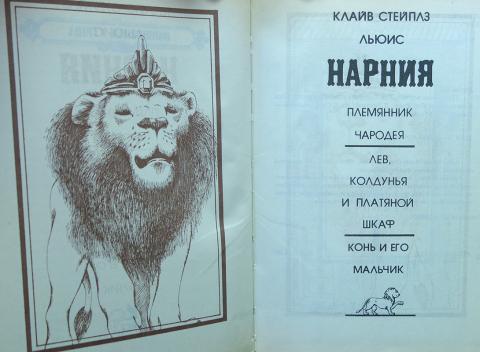 КЛАЙВ СТЕЙПЛЗ
ЛЬЮИС
НАРНИЯ
ПЛЕМЯННИК
ЧАРОДЕЯ
ЛЕВ,
КОЛДУНЬЯ
И ПЛАТЯНОЙ
ШКАФ
КОНЬ И ЕГО
МАЛЬЧИК